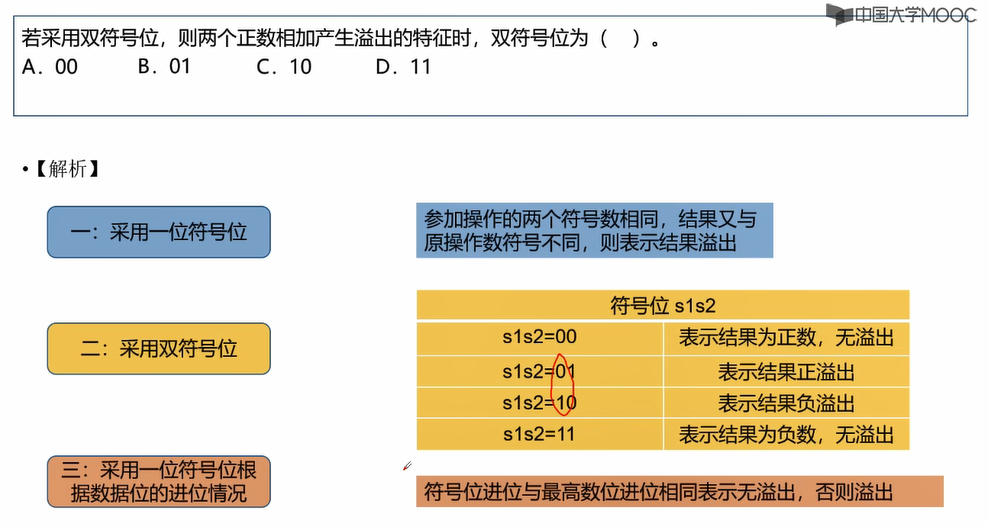 中国大学MOOC
若采用双符号位，则两个正数相加产生溢出的特征时，双符号位为（　）。
A．00　B．01　C．10　D．11
•【解析】
一：采用一位符号位
参加操作的两个符号数相同，结果又与
原操作数符号不同，则表示结果溢出
二：采用双符号位
符号位 s1s2
s1s2=00　表示结果为正数，无溢出
s1s2=01　表示结果正溢出
s1s2=10　表示结果负溢出
s1s2=11　表示结果为负数，无溢出
三：采用一位符号位根
据数据位的进位情况
符号位进位与最高数位进位相同表示无溢出，否则溢出